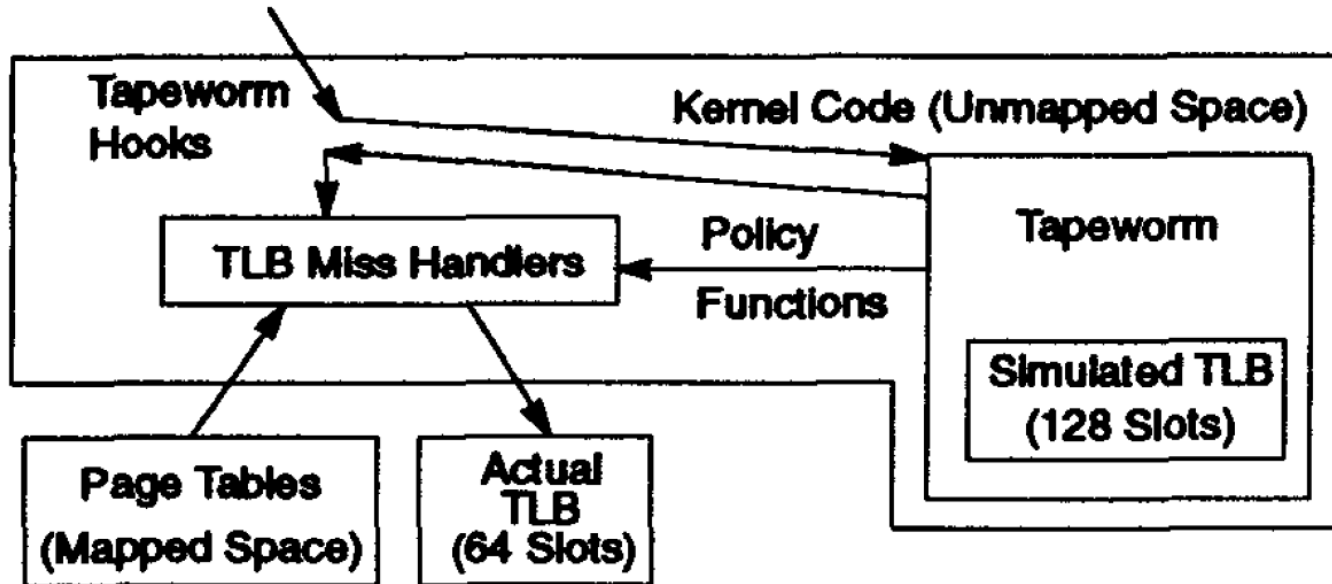 Tapeworm
Hooks
Kernel Code (Unmapped Space)
TLB Miss Handlers
Policy
Functions
Tapeworm
Simulated TLB
(128 Slots)
Page Tables
(Mapped Space)
Actual
TLB
(64 Slots)